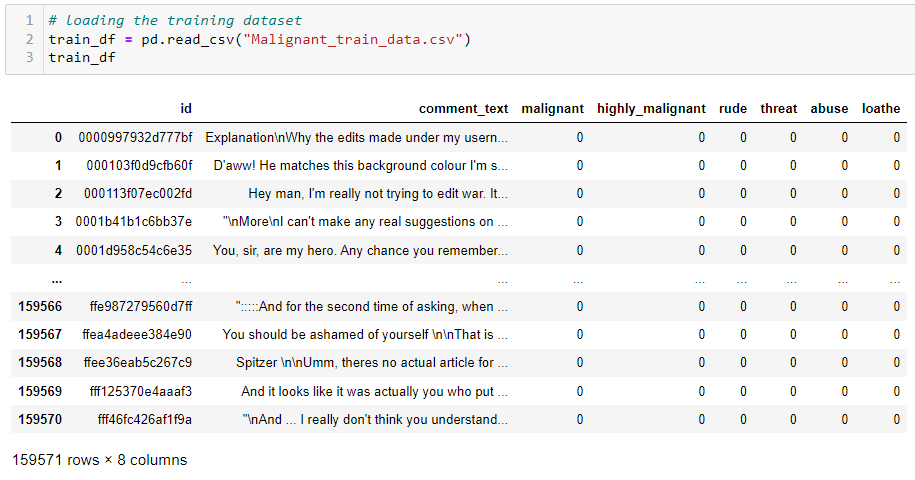 1 # loading the training dataset
2 train_df = pd.read_csv("Malignant_train_data.csv")
3 train_df
id comment_text malignant highly_malignant rude threat abuse loathe
0 0000997932d777bf Explanation\nWhy the edits made under my usern... 0 0 0 0 0 0
1 000103f0d9cfb60f D'aww! He matches this background colour I'm s... 0 0 0 0 0 0
2 000113f07ec002fd Hey man, I'm really not trying to edit war. It... 0 0 0 0 0 0
3 0001b41b1c6bb37e "\nMore\nI can't make any real suggestions on ... 0 0 0 0 0 0
4 0001d958c54c6e35 You, sir, are my hero. Any chance you remember... 0 0 0 0 0 0
... ... ... ... ... ... ... ... ...
159566 ffe987279560d7ff ":::::And for the second time of asking, when ... 0 0 0 0 0 0
159567 ffea4adeee384e90 You should be ashamed of yourself \n\nThat is ... 0 0 0 0 0 0
159568 ffee36eab5c267c9 Spitzer \n\nUmm, theres no actual article for ... 0 0 0 0 0 0
159569 fff125370e4aaaf3 And it looks like it was actually you who put ... 0 0 0 0 0 0
159570 fff46fc426af1f9a "\nAnd ... I really don't think you understand... 0 0 0 0 0 0
159571 rows × 8 columns